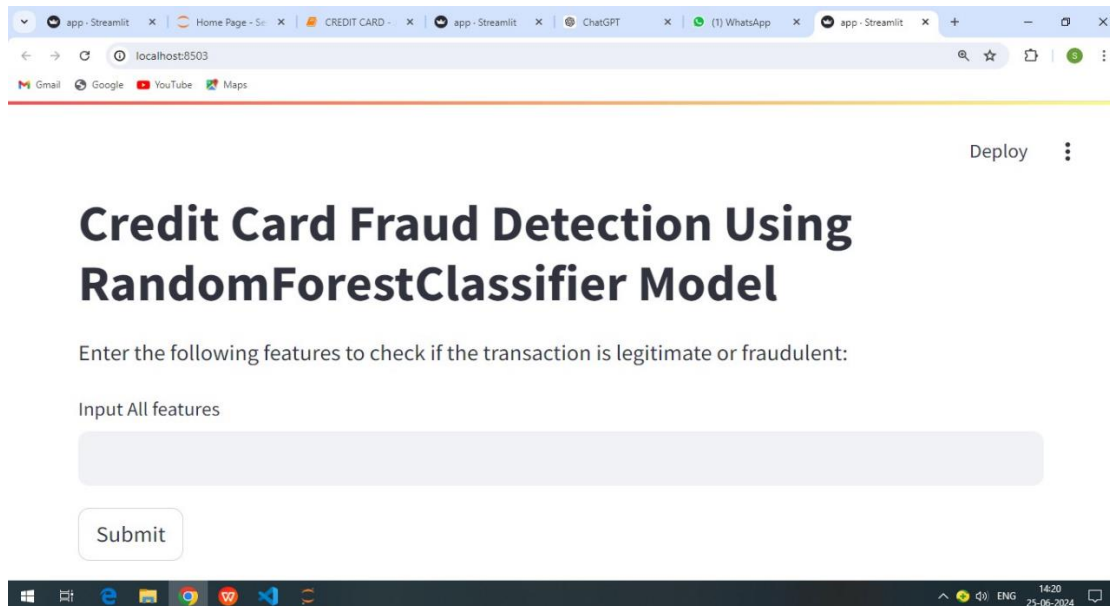 app · Streamlit
Home Page - Se
CREDIT CARD -
app · Streamlit
ChatGPT
(1) WhatsApp
app · Streamlit
localhost:8503
S
Gmail
Google
YouTube
Maps
Deploy
Credit Card Fraud Detection Using
RandomForestClassifier Model
Enter the following features to check if the transaction is legitimate or fraudulent:
Input All features
Submit
ENG
14:20
25-06-2024